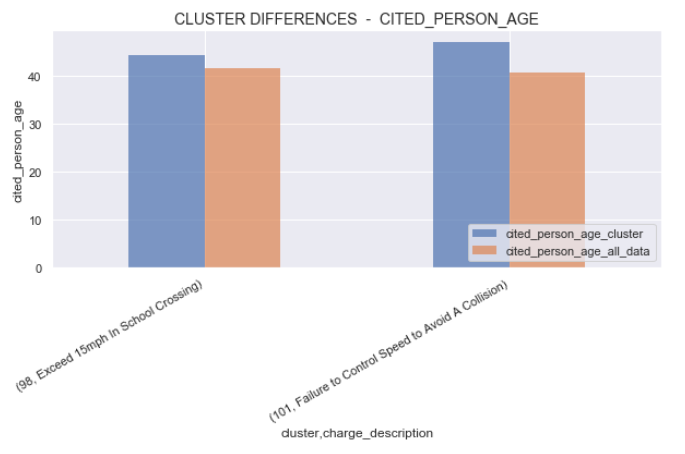 CLUSTER DIFFERENCES - CITED_PERSON_AGE
cited_person_age
40
30
20
10
0
cited_person_age_cluster
cited_person_age_all_data
(98, Exceed 15mph In School Crossing)
(101, Failure to Control Speed to Avoid A Collision)
cluster,charge_description